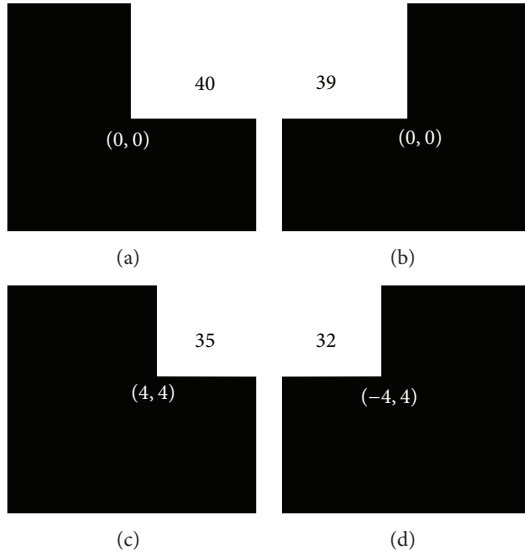 40
39
(0, 0)
(0, 0)
(a)
(b)
35
32
(4, 4)
(−4, 4)
(c)
(d)